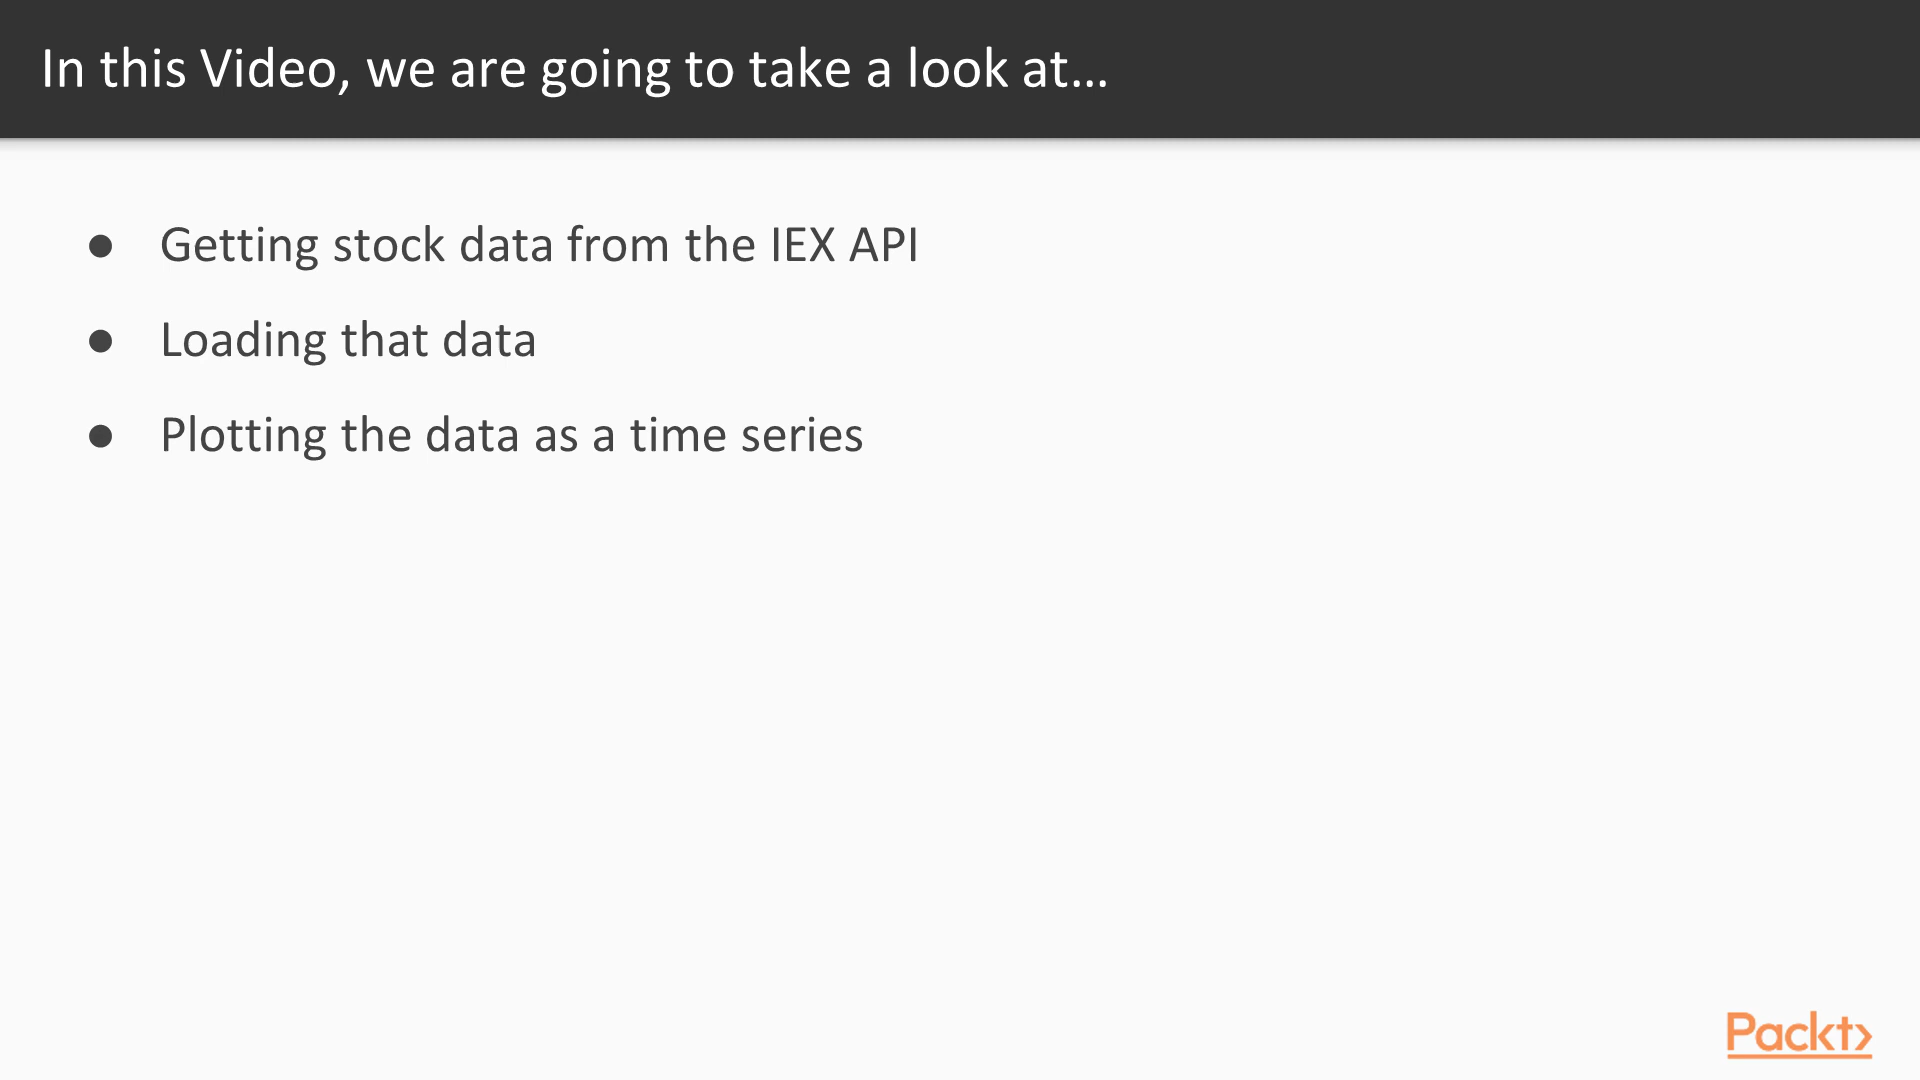 In this Video, we are going to take a look at...
● Getting stock data from the IEX API
● Loading that data
● Plotting the data as a time series
Packt>